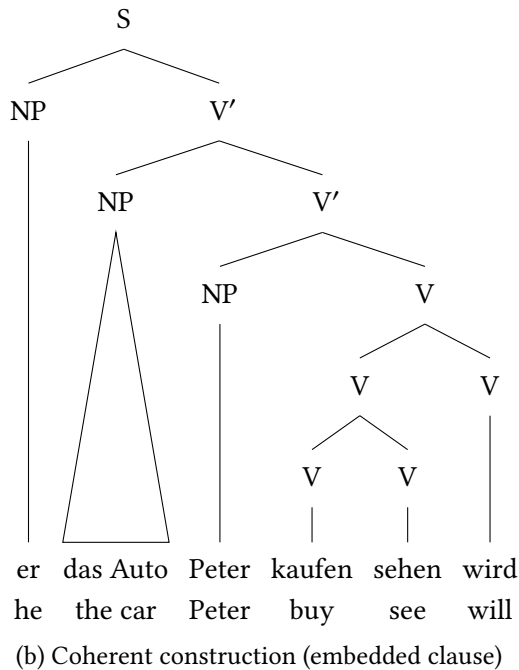 S
NP V′
NP V′
NP V
V V
V V
er das Auto Peter kaufen sehen wird
he the car Peter buy see will
(b) Coherent construction (embedded clause)